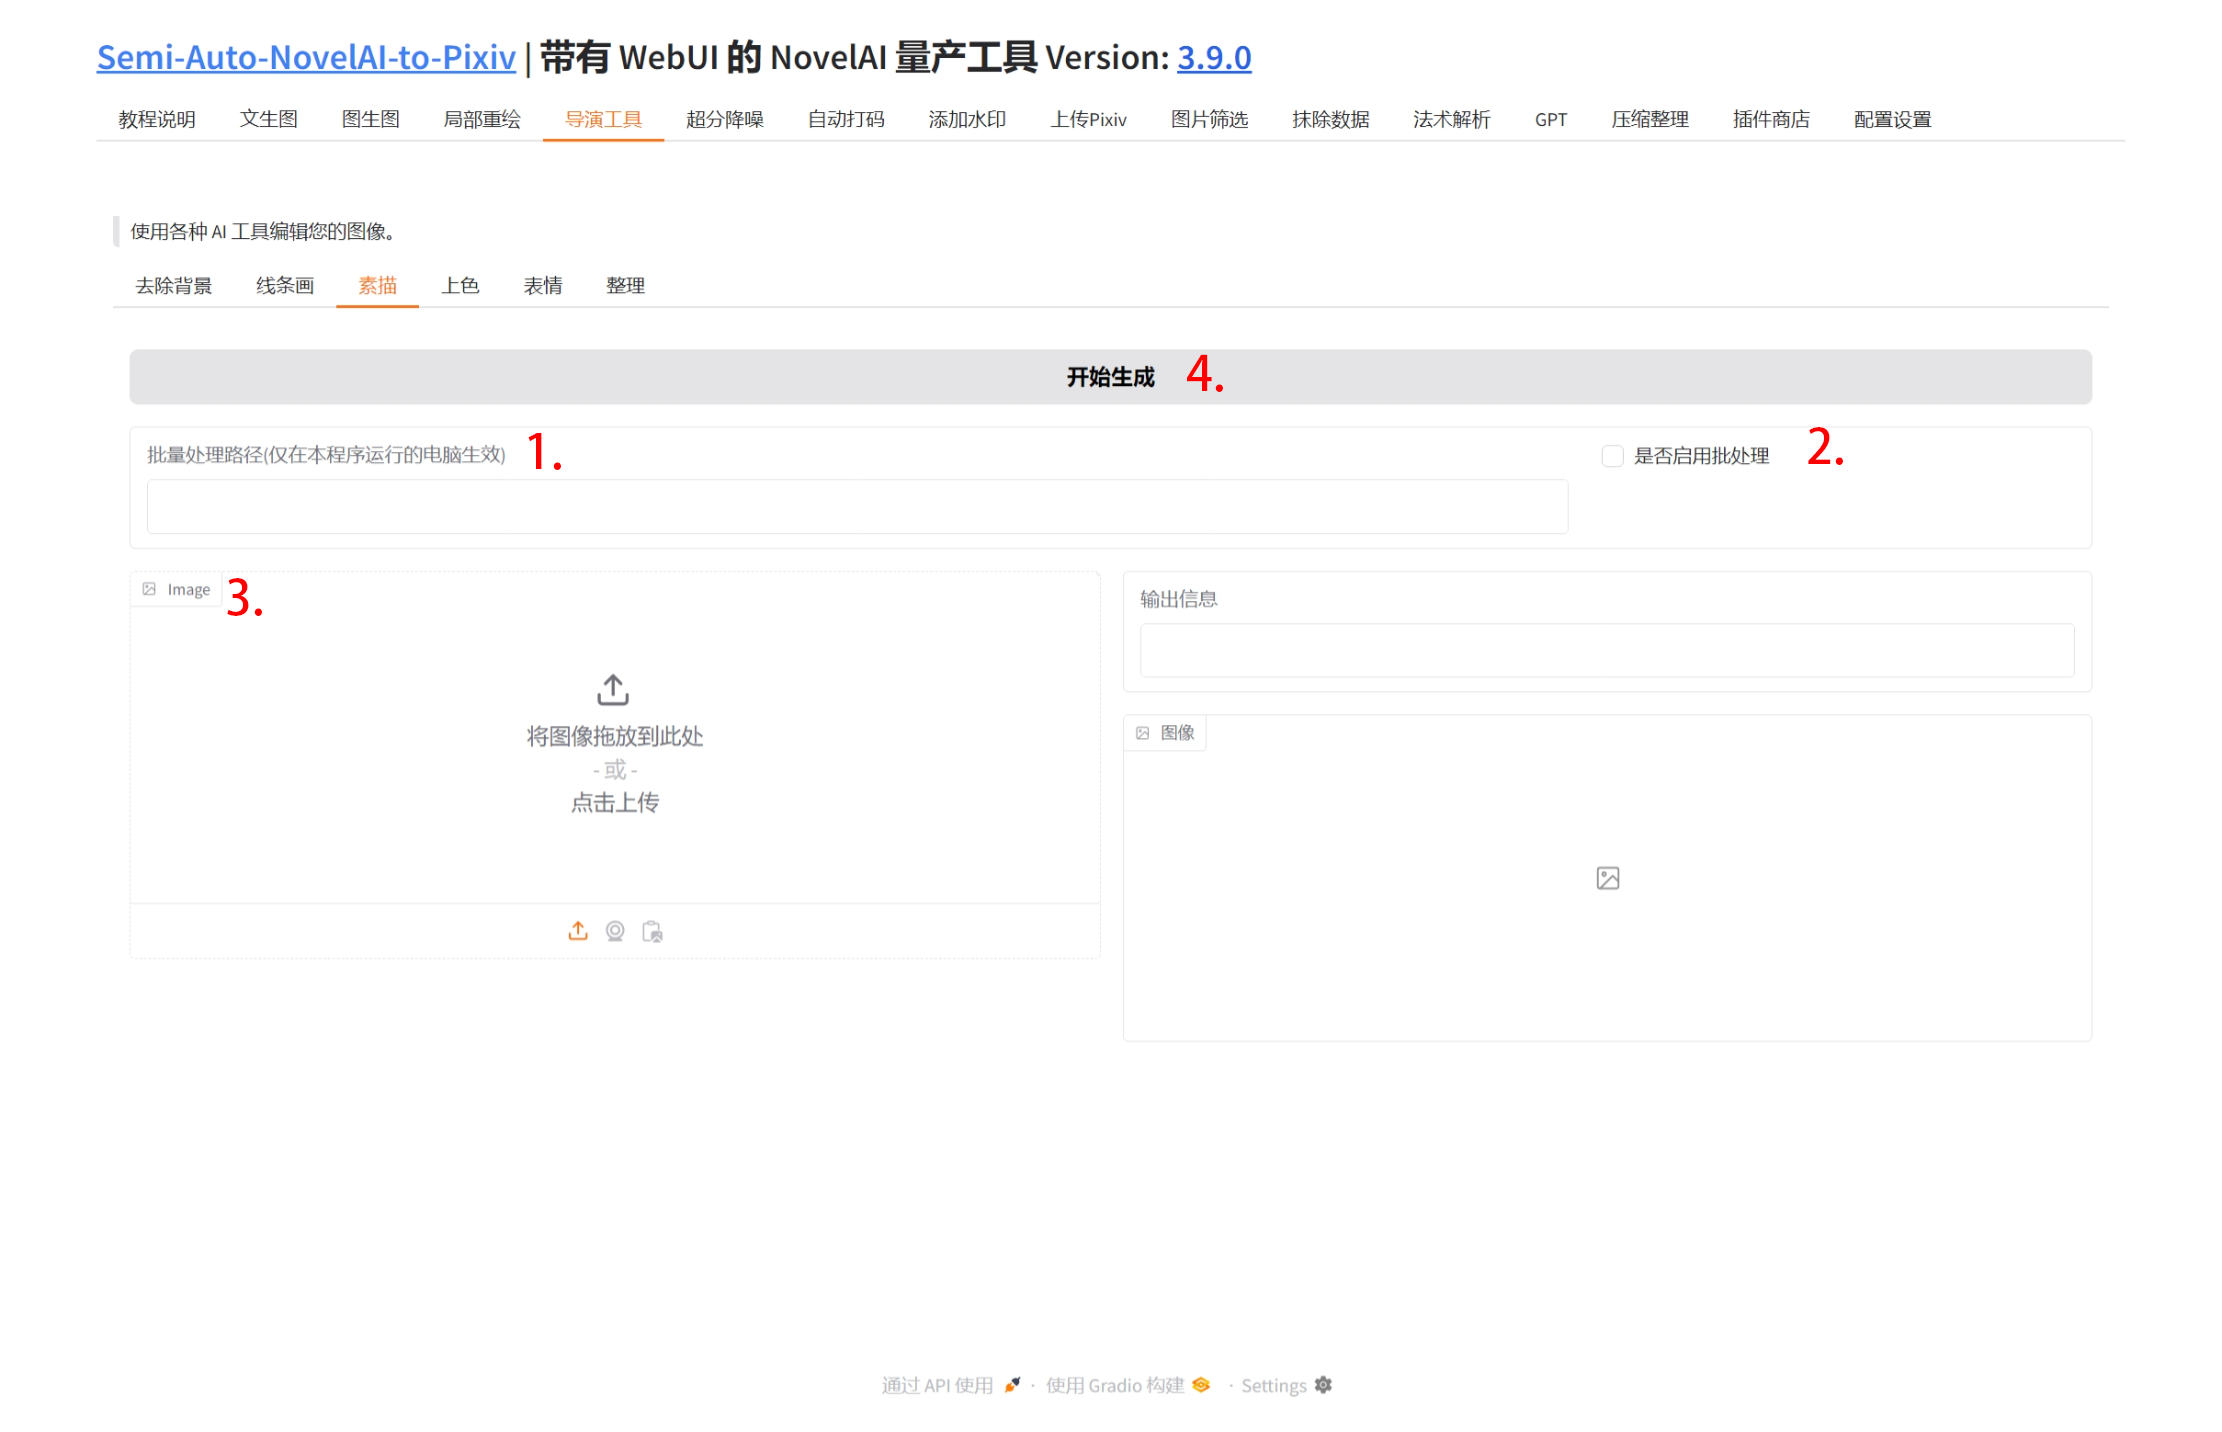 Semi-Auto-NovelAI-to-Pixiv | 带有 WebUI 的 NovelAI 量产工具 Version: 3.9.0
教程说明 文生图 图生图 局部重绘 导演工具 超分降噪 自动打码 添加水印 上传Pixiv 图片筛选 抹除数据 法术解析 GPT 压缩整理 插件商店 配置设置
使用各种 AI 工具编辑您的图像。
去除背景 线条画 素描 上色 表情 整理
开始生成 4.
批量处理路径(仅在本程序运行的电脑生效) 1.
是否启用批处理 2.
Image 3.
将图像拖放到此处
- 或 -
点击上传
输出信息
图像
通过 API 使用 · 使用 Gradio 构建 · Settings